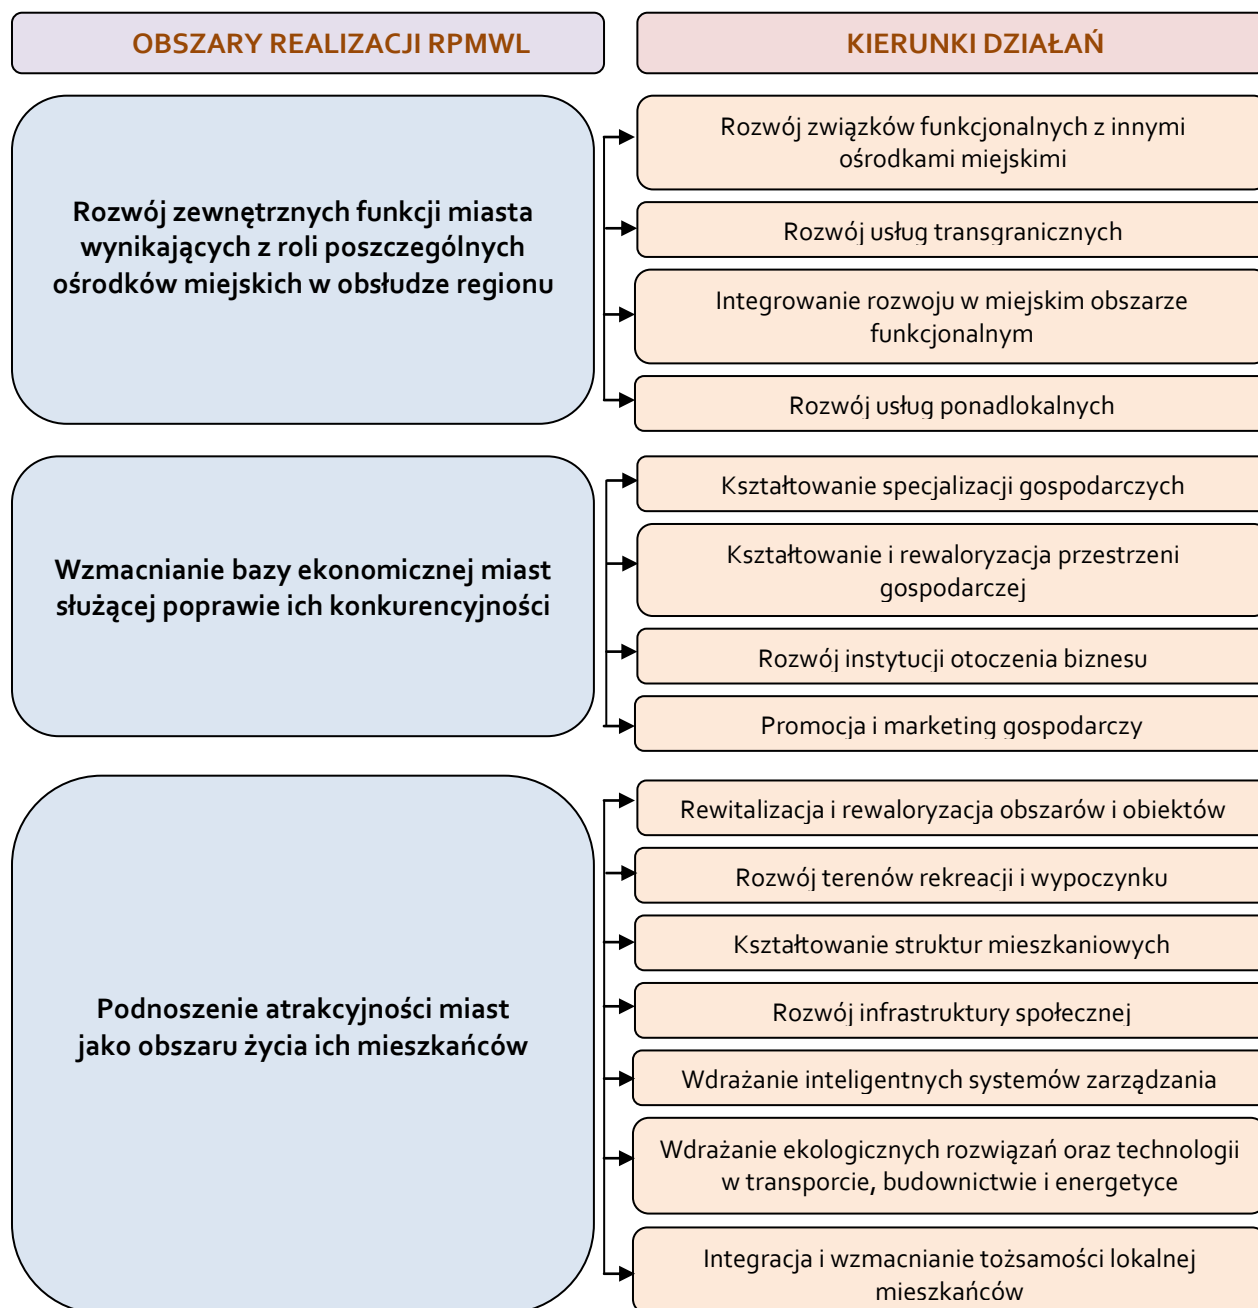 OBSZARY REALIZACJI RPMWL
KIERUNKI DZIAŁAŃ
Rozwój zewnętrznych funkcji miasta
wynikających z roli poszczególnych
ośrodków miejskich w obsłudze regionu
Rozwój związków funkcjonalnych z innymi
ośrodkami miejskimi
Rozwój usług transgranicznych
Integrowanie rozwoju w miejskim obszarze
funkcjonalnym
Rozwój usług ponadlokalnych
Wzmacnianie bazy ekonomicznej miast
służącej poprawie ich konkurencyjności
Kształtowanie specjalizacji gospodarczych
Kształtowanie i rewaloryzacja przestrzeni
gospodarczej
Rozwój instytucji otoczenia biznesu
Promocja i marketing gospodarczy
Podnoszenie atrakcyjności miast
jako obszaru życia ich mieszkańców
Rewitalizacja i rewaloryzacja obszarów i obiektów
Rozwój terenów rekreacji i wypoczynku
Kształtowanie struktur mieszkaniowych
Rozwój infrastruktury społecznej
Wdrażanie inteligentnych systemów zarządzania
Wdrażanie ekologicznych rozwiązań oraz technologii
w transporcie, budownictwie i energetyce
Integracja i wzmacnianie tożsamości lokalnej
mieszkańców